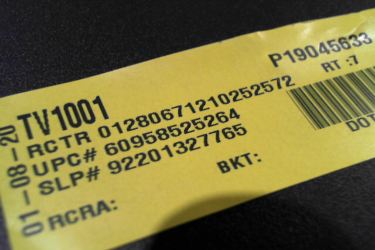 P19045633
TV1001
RT :7
RCTR 01280671210252572
UPC# 60958525264
SLP# 92201327765
DOT
01-08-20
BKT:
RCRA: